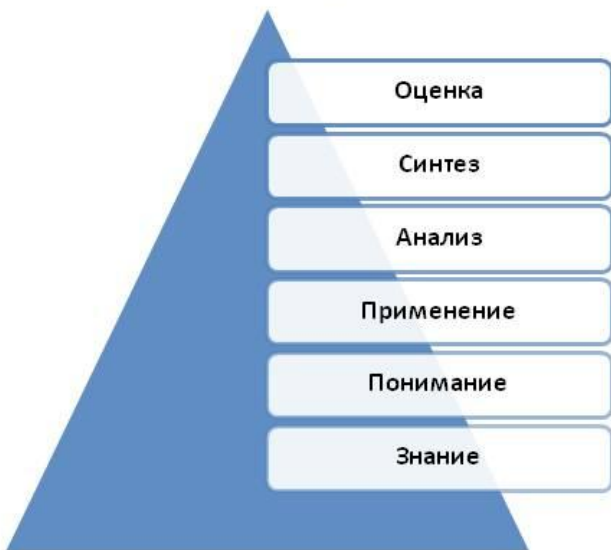 Оценка
Синтез
Анализ
Применение
Понимание
Знание